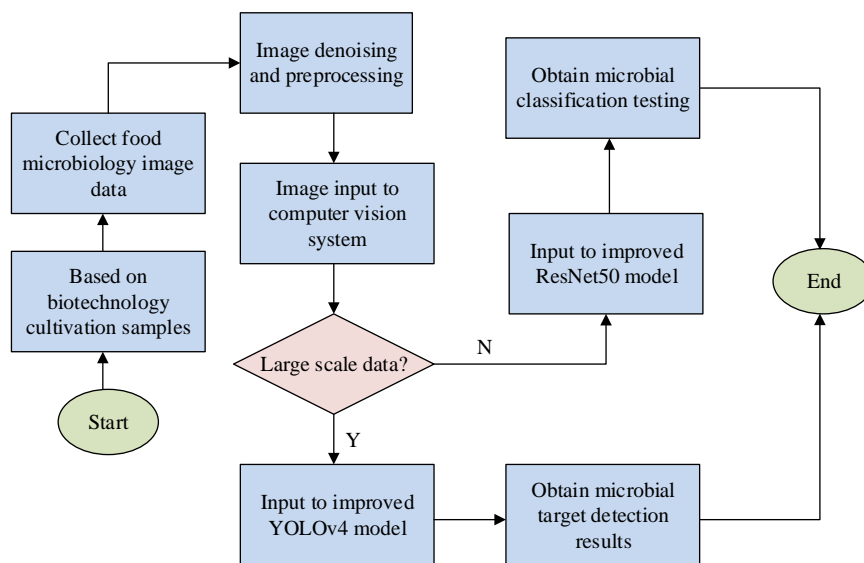 Image denoising
and preprocessing
Obtain microbial
classification testing
Collect food
microbiology image
data
Image input to
computer vision
system
Input to improved
ResNet50 model
Based on
biotechnology
cultivation samples
End
Large scale data?
N
Start
Y
Input to improved
YOLOv4 model
Obtain microbial
target detection
results